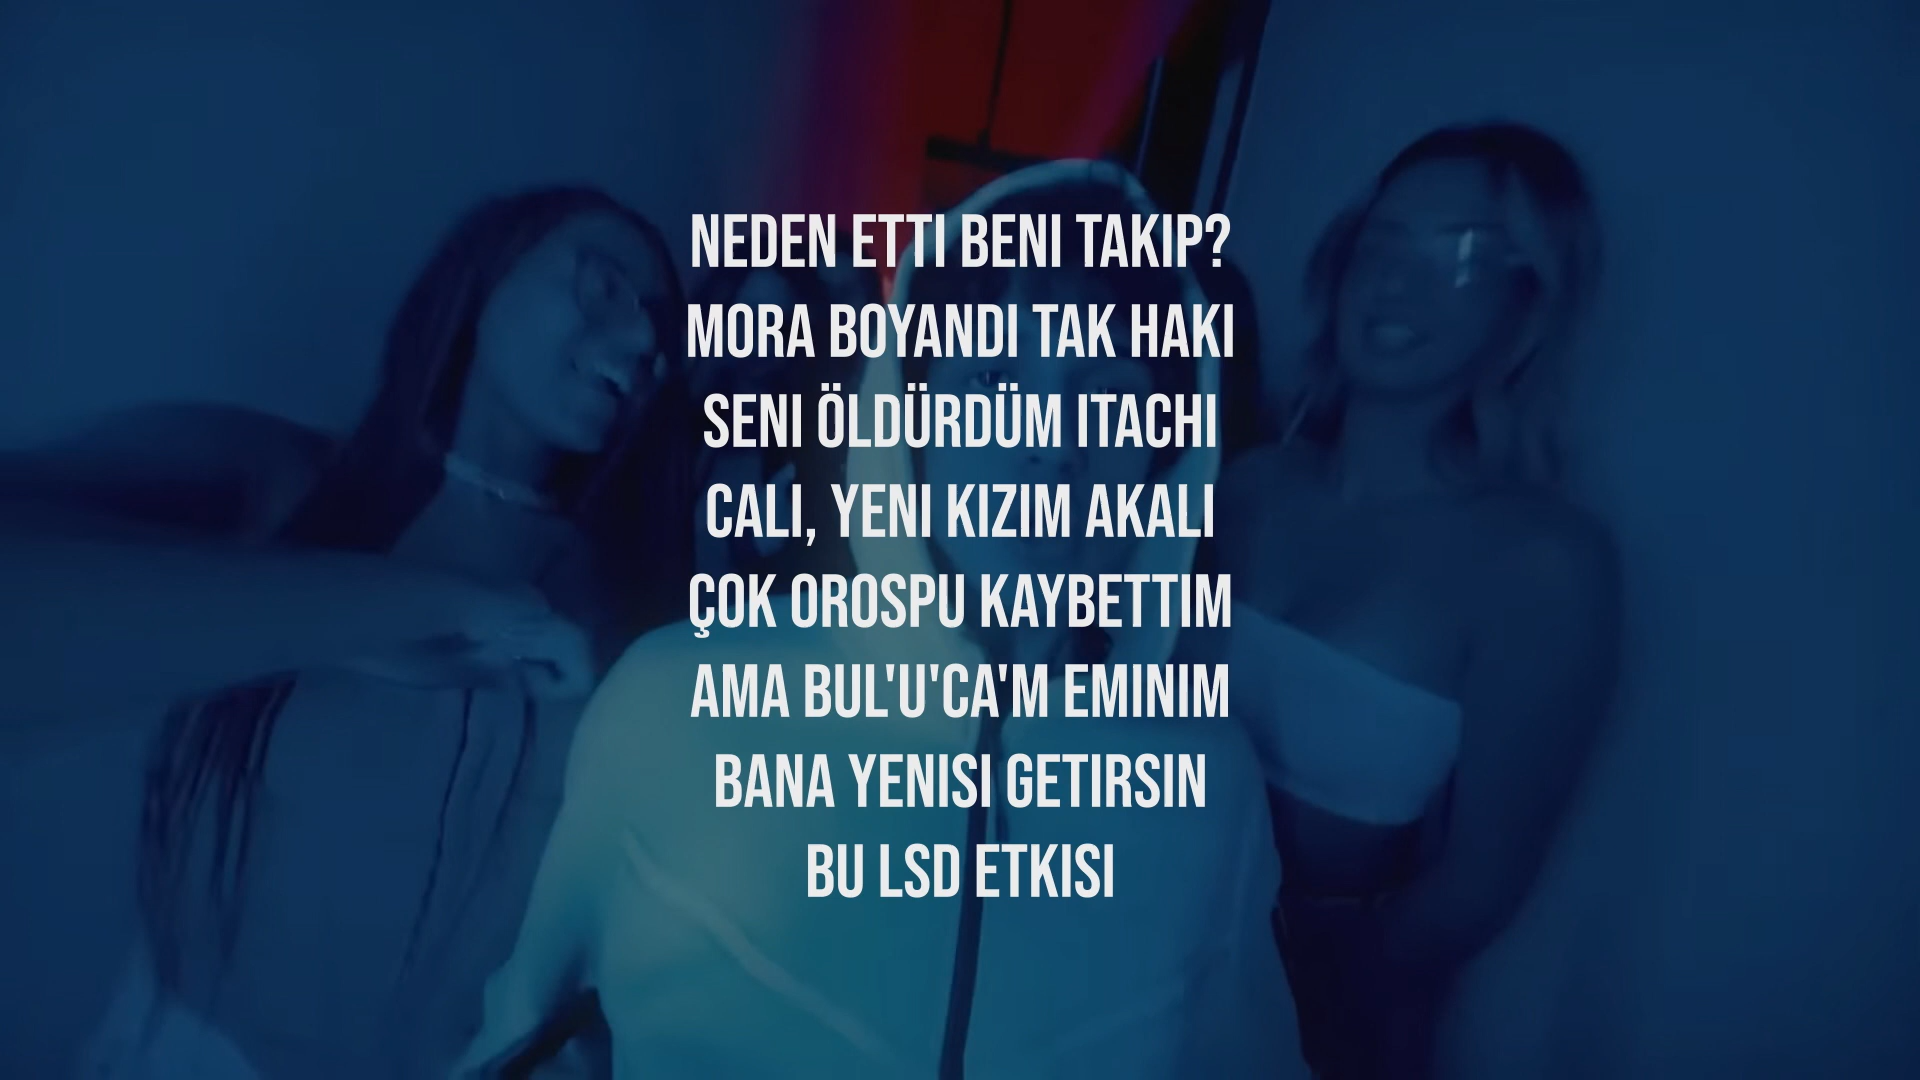 NEDEN ETTI BENI TAKIP?
MORA BOYANDI TAK HAKI
SENI ÖLDÜRDÜM ITACHI
CALI, YENI KIZIM AKALI
ÇOK OROSPU KAYBETTIM
AMA BUL'U'CA'M EMINIM
BANA YENISI GETIRSIN
BU LSD ETKISI